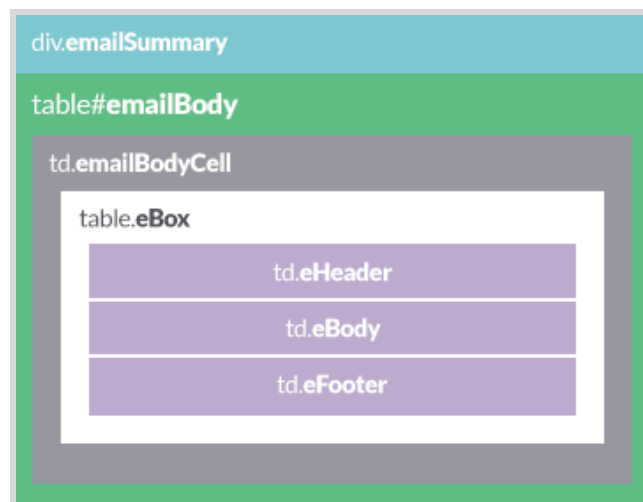 div.emailSummary
table#emailBody
td.emailBodyCell
table.eBox
td.eHeader
td.eBody
td.eFooter